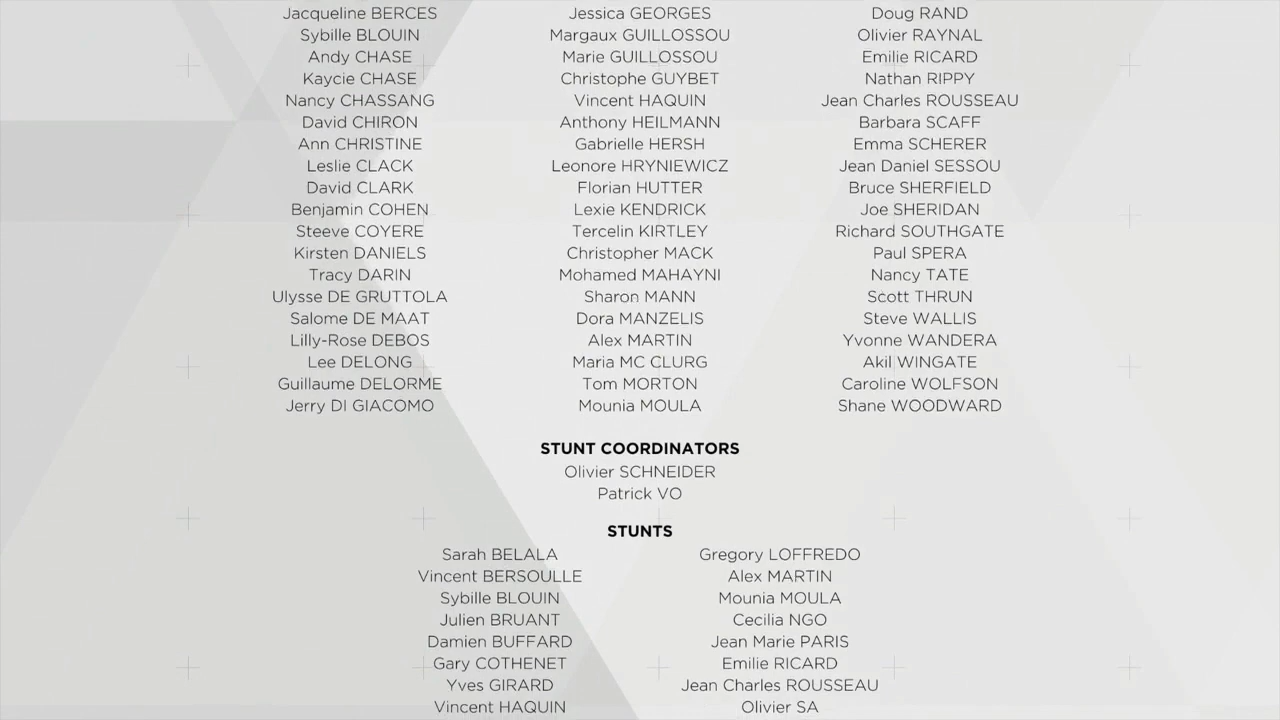 Jacqueline BERCES
Sybille BLOUIN
Andy CHASE
Kaycie CHASE
Nancy CHASSANG
David CHIRON
Ann CHRISTINE
Leslie CLACK
David CLARK
Benjamin COHEN
Steeve COYERE
Kirsten DANIELS
Tracy DARIN
Ulysse DE GRUTTOLA
Salome DE MAAT
Lilly-Rose DEBOS
Lee DELONG
Guillaume DELORME
Jerry DI GIACOMO
Jessica GEORGES
Margaux GUILLOSSOU
Marie GUILLOSSOU
Christophe GUYBET
Vincent HAQUIN
Anthony HEILMANN
Gabrielle HERSH
Leonore HRYNIEWICZ
Florian HUTTER
Lexie KENDRICK
Tercelin KIRTLEY
Christopher MACK
Mohamed MAHAYNI
Sharon MANN
Dora MANZELIS
Alex MARTIN
Maria MC CLURG
Tom MORTON
Mounia MOULA
Doug RAND
Olivier RAYNAL
Emilie RICARD
Nathan RIPPY
Jean Charles ROUSSEAU
Barbara SCAFF
Emma SCHERER
Jean Daniel SESSOU
Bruce SHERFIELD
Joe SHERIDAN
Richard SOUTHGATE
Paul SPERA
Nancy TATE
Scott THRUN
Steve WALLIS
Yvonne WANDERA
Akil WINGATE
Caroline WOLFSON
Shane WOODWARD
STUNT COORDINATORS
Olivier SCHNEIDER
Patrick VO
STUNTS
Sarah BELALA
Vincent BERSOULLE
Sybille BLOUIN
Julien BRUANT
Damien BUFFARD
Gary COTHENET
Yves GIRARD
Vincent HAQUIN
Gregory LOFFREDO
Alex MARTIN
Mounia MOULA
Cecilia NGO
Jean Marie PARIS
Emilie RICARD
Jean Charles ROUSSEAU
Olivier SA